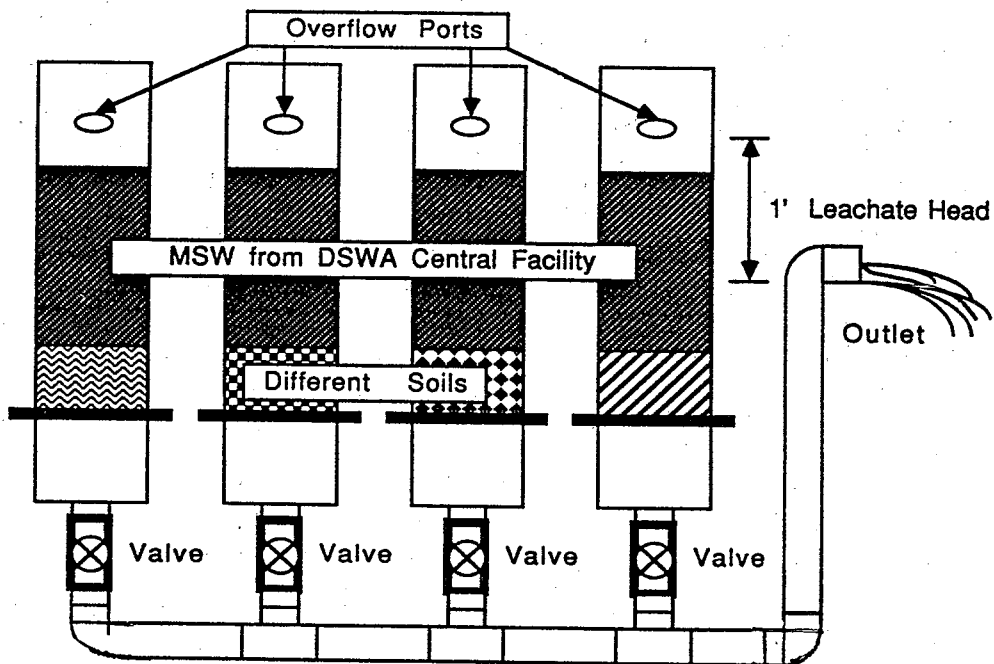 Overflow Ports
1' Leachate Head
MSW from DSWA Central Facility
Outlet
Different Soils
Valve Valve Valve Valve